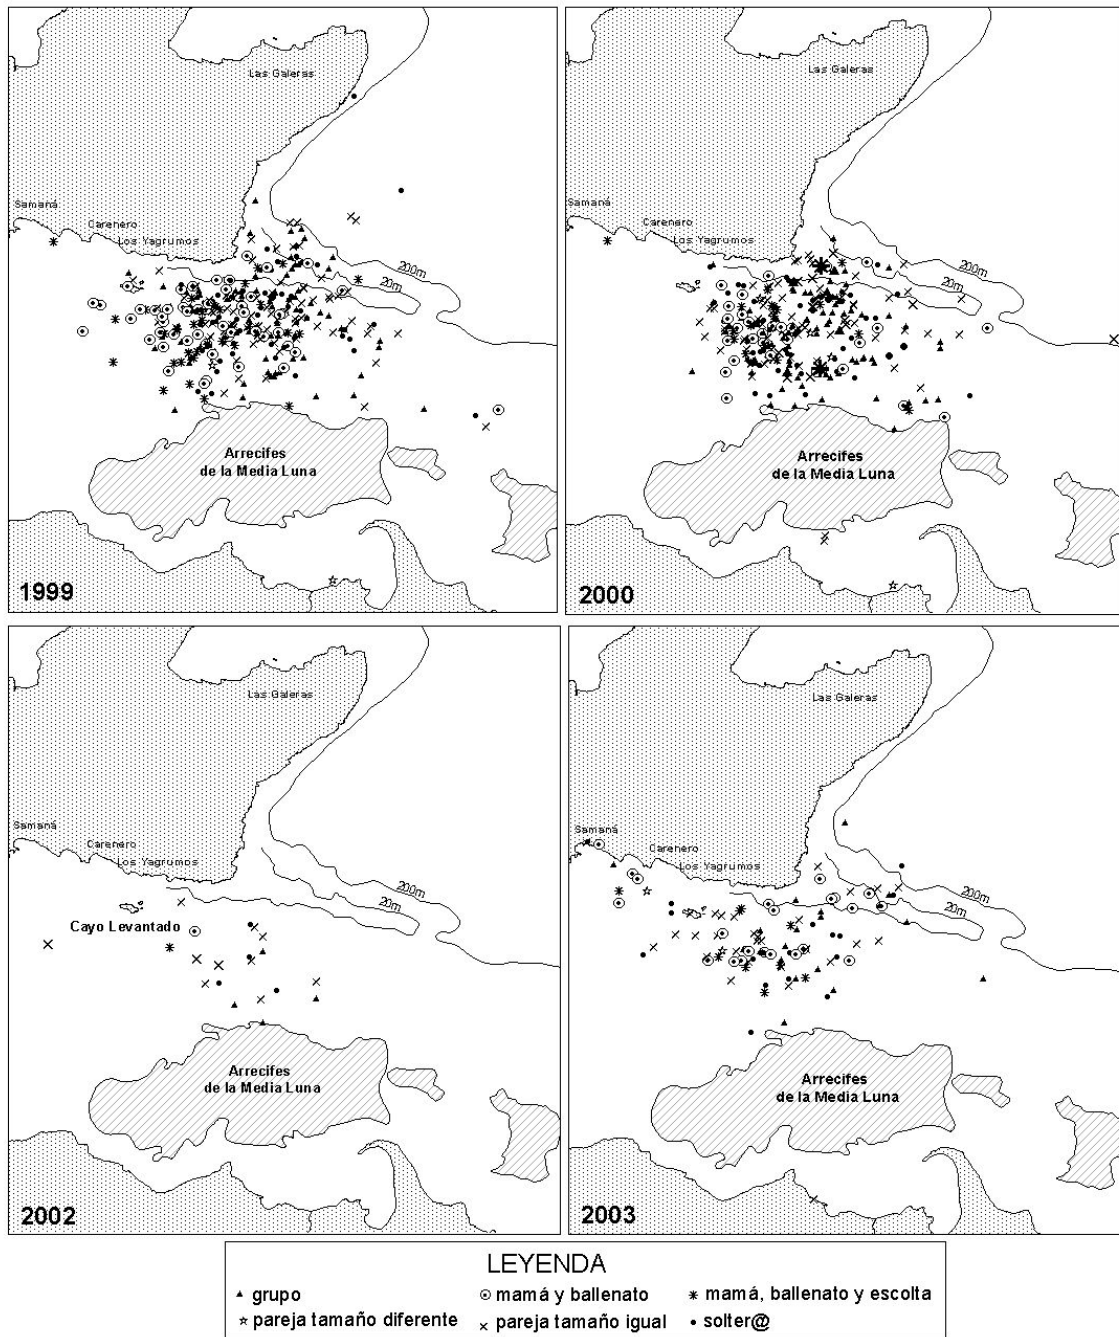 Las Galeras
Samaná
Carenero
Los Yagrumos
200m
20m
Arrecifes
de la Media Luna
1999
Las Galeras
Samaná
Carenero
Los Yagrumos
200m
20m
Arrecifes
de la Media Luna
2000
Las Galeras
Samaná
Carenero
Los Yagrumos
200m
20m
Cayo Levantado
Arrecifes
de la Media Luna
2002
Las Galeras
Samaná
Carenero
Los Yagrumos
200m
20m
Arrecifes
de la Media Luna
2003
LEYENDA
grupo
mamá y ballenato
mamá, ballenato y escolta
pareja tamaño diferente
pareja tamaño igual
solter@